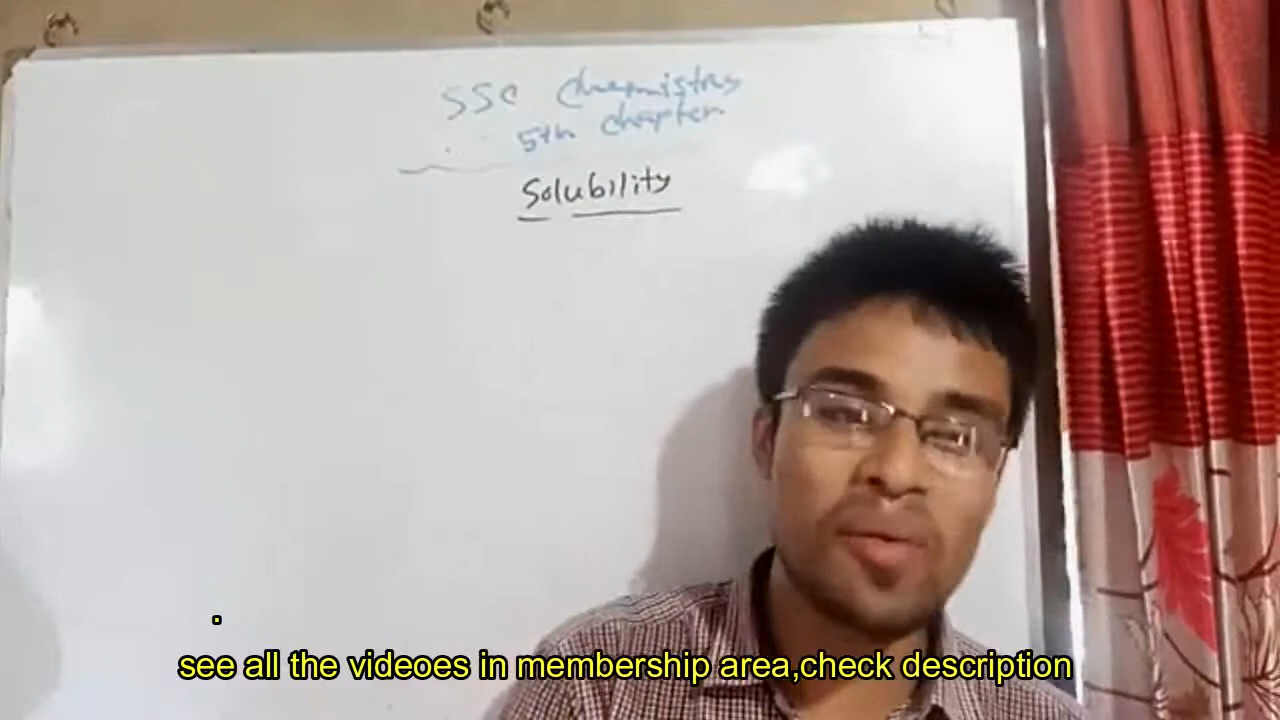 SSC Chemistry
5th chapter
Solubility
.
see all the videoes in membership area,check description